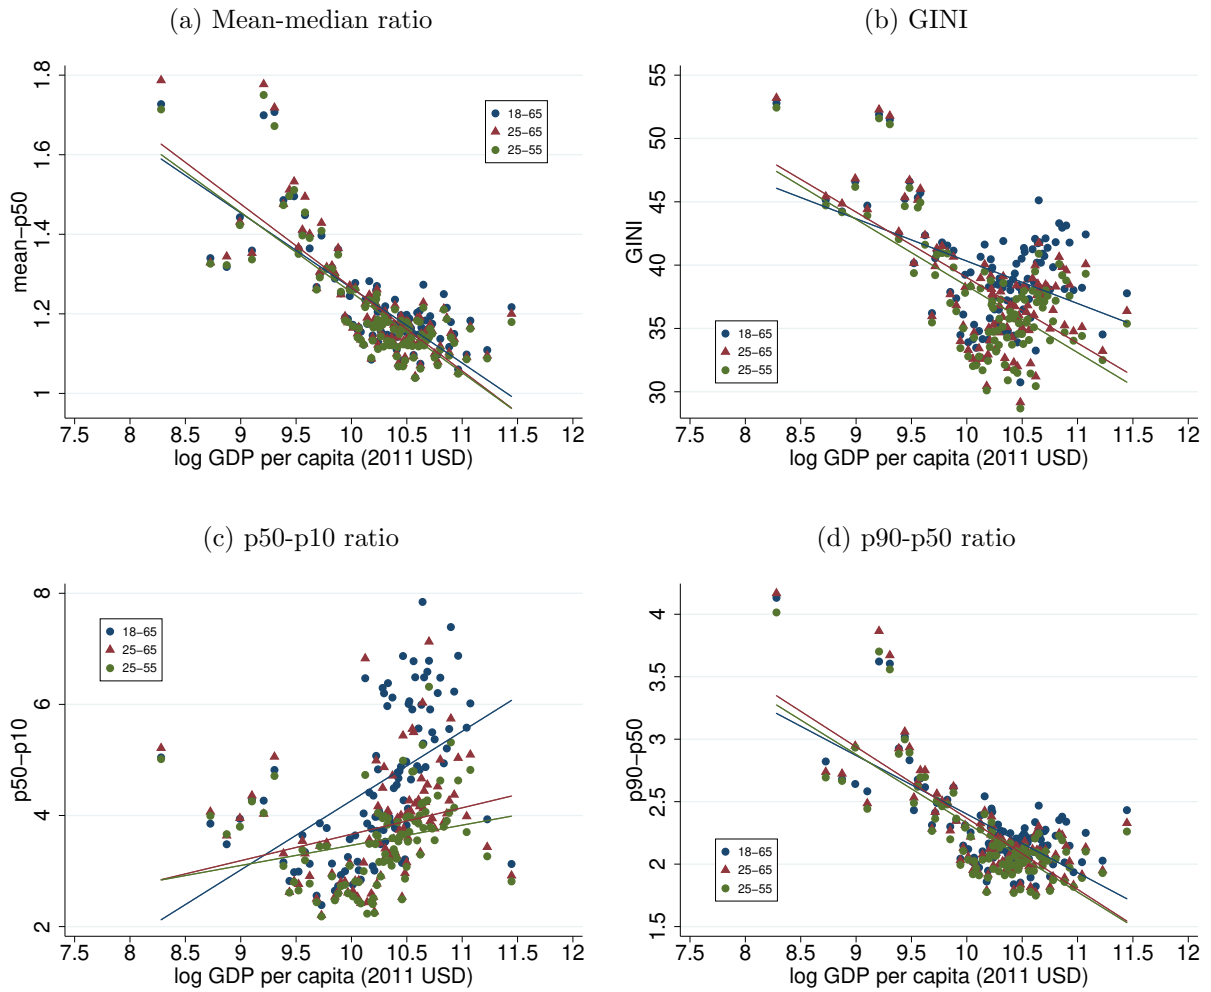 (a) Mean-median ratio
mean−p50
1.8
1.6
1.4
1.2
1
18−65
25−65
25−55
7.5 8 8.5 9 9.5 10 10.5 11 11.5 12
log GDP per capita (2011 USD)
(b) GINI
GINI
55
50
45
40
35
30
18−65
25−65
25−55
7.5 8 8.5 9 9.5 10 10.5 11 11.5 12
log GDP per capita (2011 USD)
(c) p50-p10 ratio
p50−p10
8
6
4
2
18−65
25−65
25−55
7.5 8 8.5 9 9.5 10 10.5 11 11.5 12
log GDP per capita (2011 USD)
(d) p90-p50 ratio
p90−p50
4
3.5
3
2.5
2
1.5
18−65
25−65
25−55
7.5 8 8.5 9 9.5 10 10.5 11 11.5 12
log GDP per capita (2011 USD)